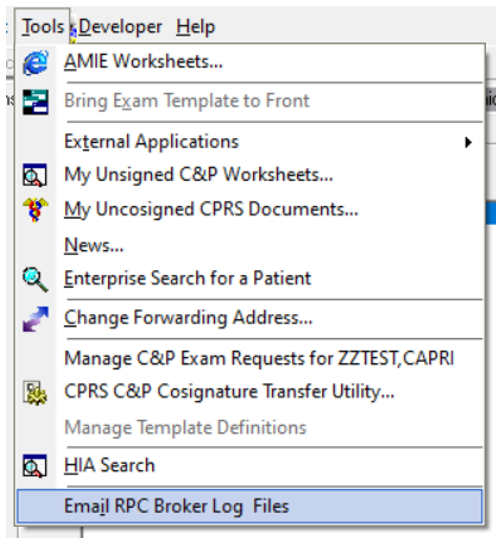 Tools Developer Help
AMIE Worksheets...
Bring Exam Template to Front
External Applications
My Unsigned C&P Worksheets...
My Uncosigned CPRS Documents...
News...
Enterprise Search for a Patient
Change Forwarding Address...
Manage C&P Exam Requests for ZZTEST,CAPRI
CPRS C&P Cosignature Transfer Utility...
Manage Template Definitions
HIA Search
Email RPC Broker Log  Files